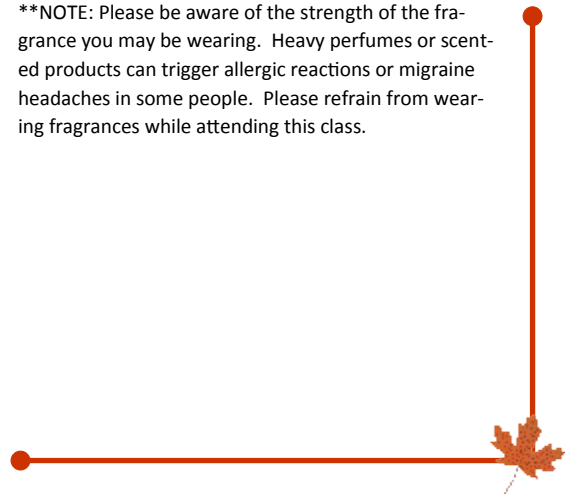 **NOTE: Please be aware of the strength of the fra-
grance you may be wearing.  Heavy perfumes or scent-
ed products can trigger allergic reactions or migraine
headaches in some people.  Please refrain from wear-
ing fragrances while attending this class.